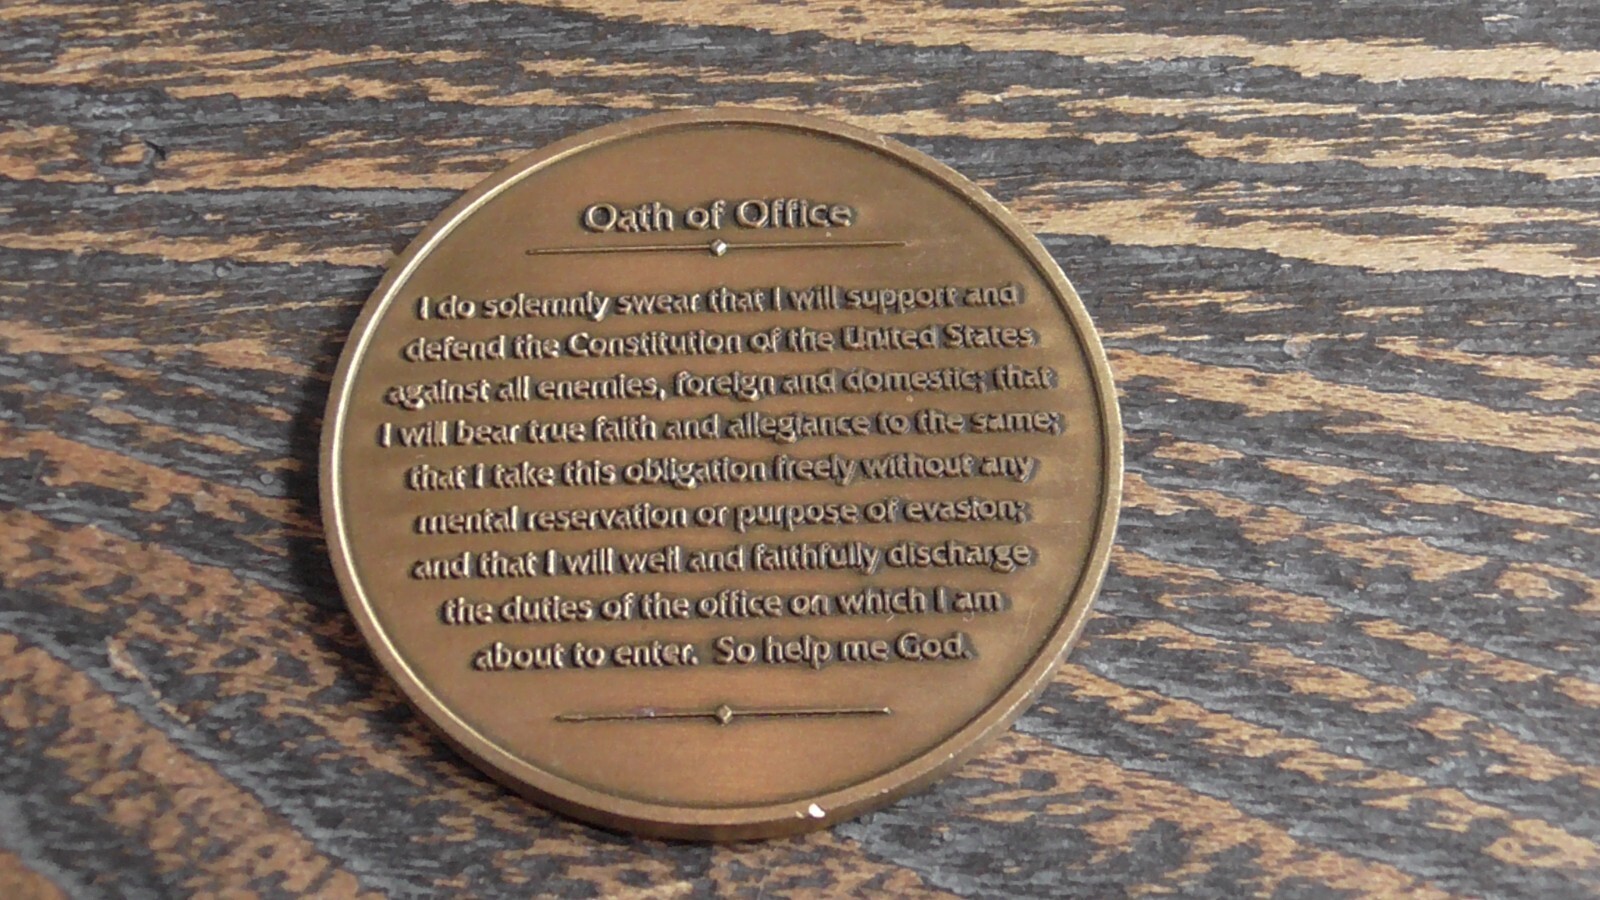 Oath of Office
I do solemnly swear that I will support and
defend the Constitution of the United States
against all enemies, foreign and domestic; that
I will bear true faith and allegiance to the same;
that I take this obligation freely without any
mental reservation or purpose of evasion;
and that I will well and faithfully discharge
the duties of the office on which I am
about to enter. So help me God.